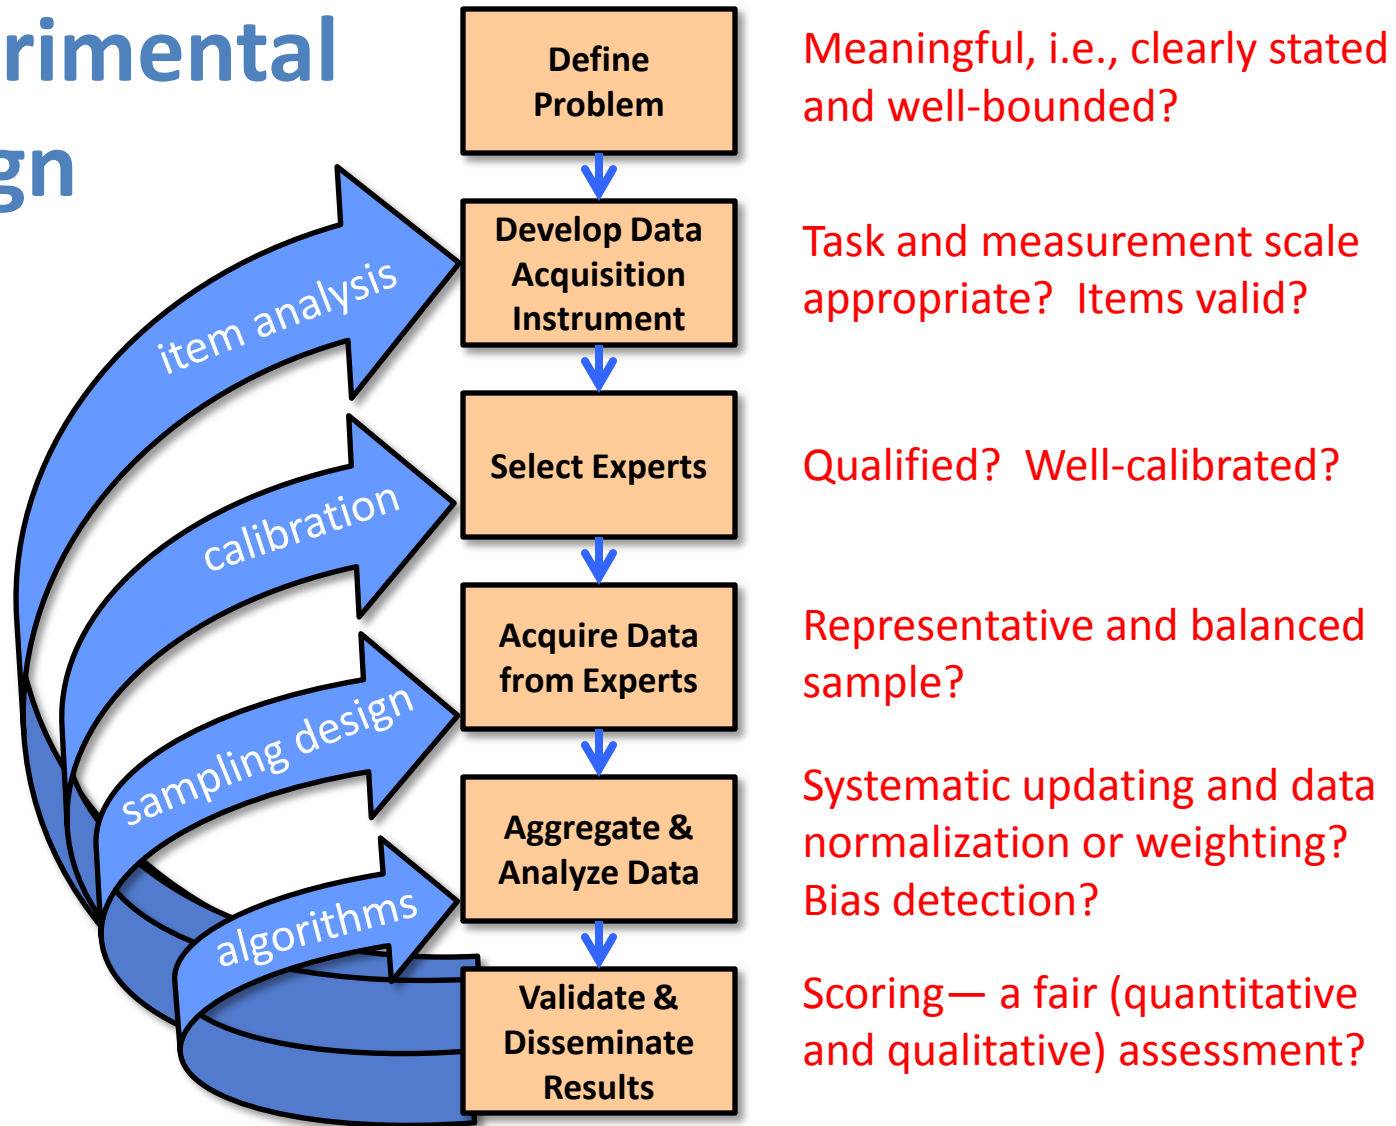 rimental
gn
Define
Problem
Meaningful, i.e., clearly stated
and well-bounded?
item analysis
Develop Data
Acquisition
Instrument
Task and measurement scale
appropriate?  Items valid?
calibration
Select Experts
Qualified?  Well-calibrated?
sampling design
Acquire Data
from Experts
Representative and balanced
sample?
algorithms
Aggregate &
Analyze Data
Systematic updating and data
normalization or weighting?
Bias detection?
Validate &
Disseminate
Results
Scoring— a fair (quantitative
and qualitative) assessment?